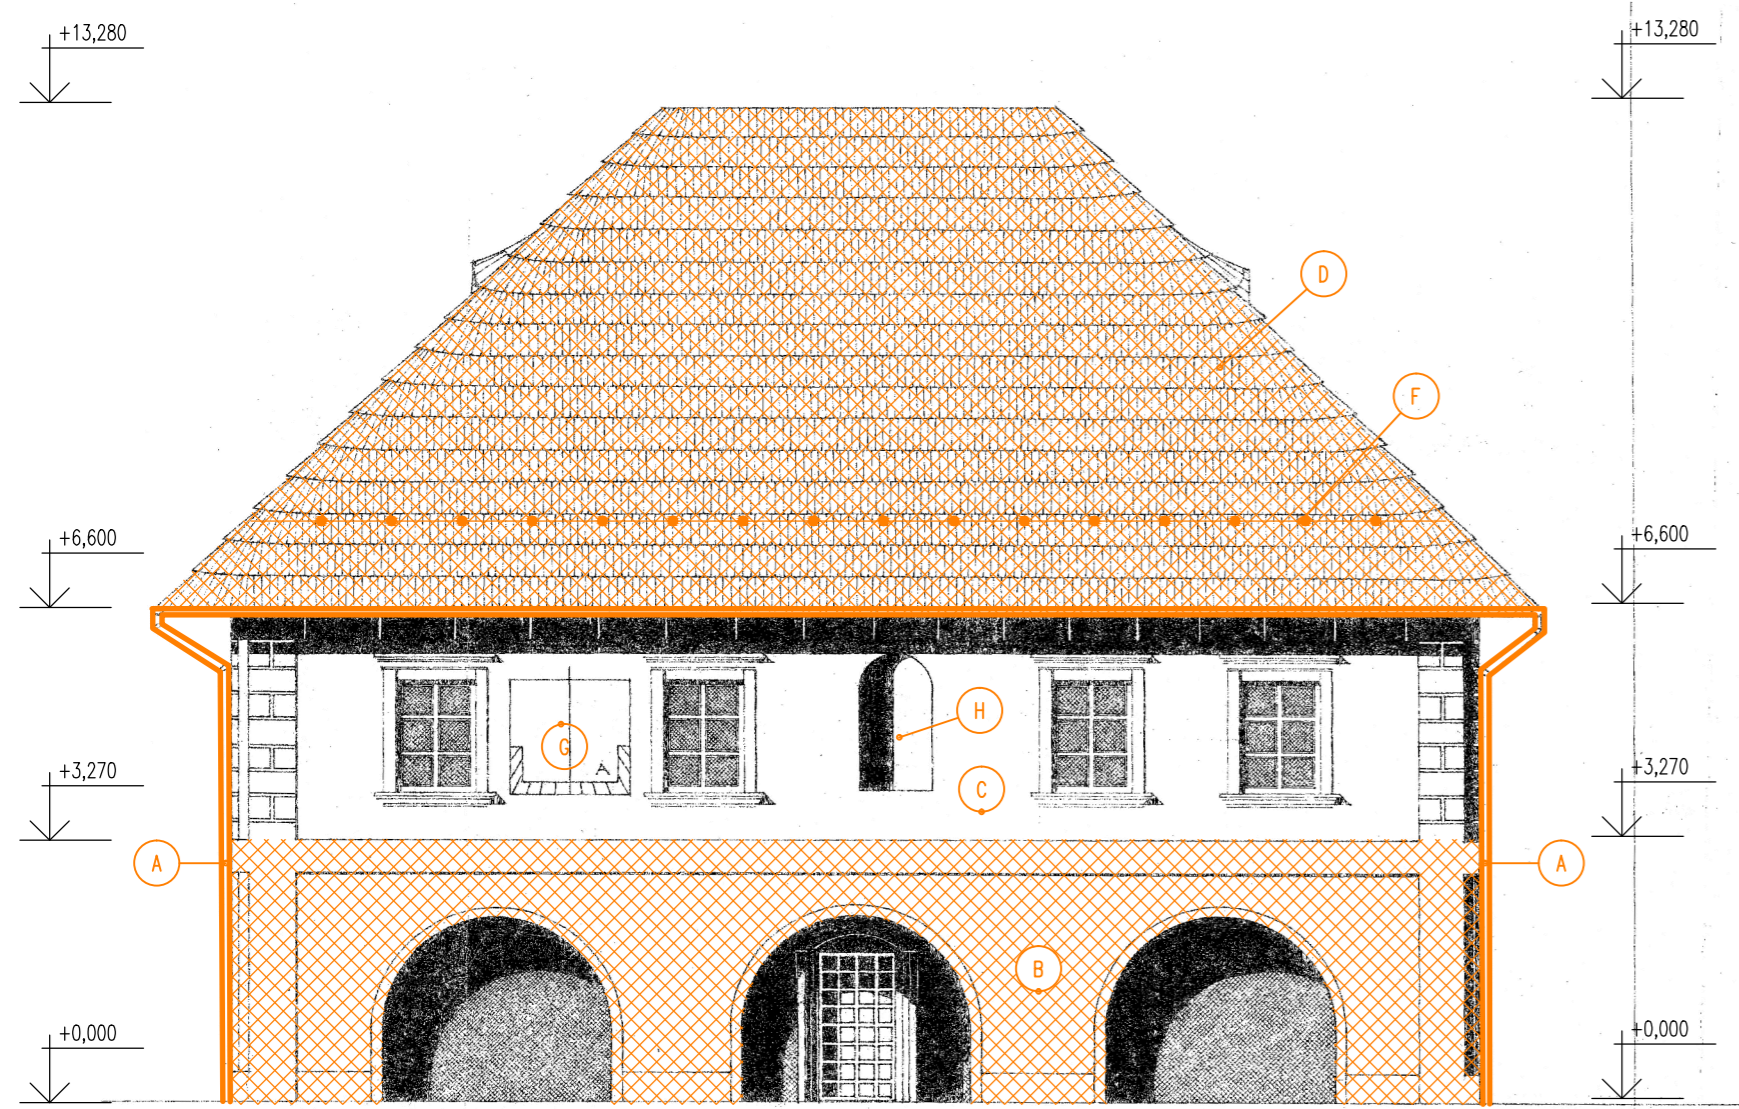 +13,280 +13,280
D
F
+6,600 +6,600
H
G
A
C
+3,270 +3,270
A A
B
+0,000 +0,000